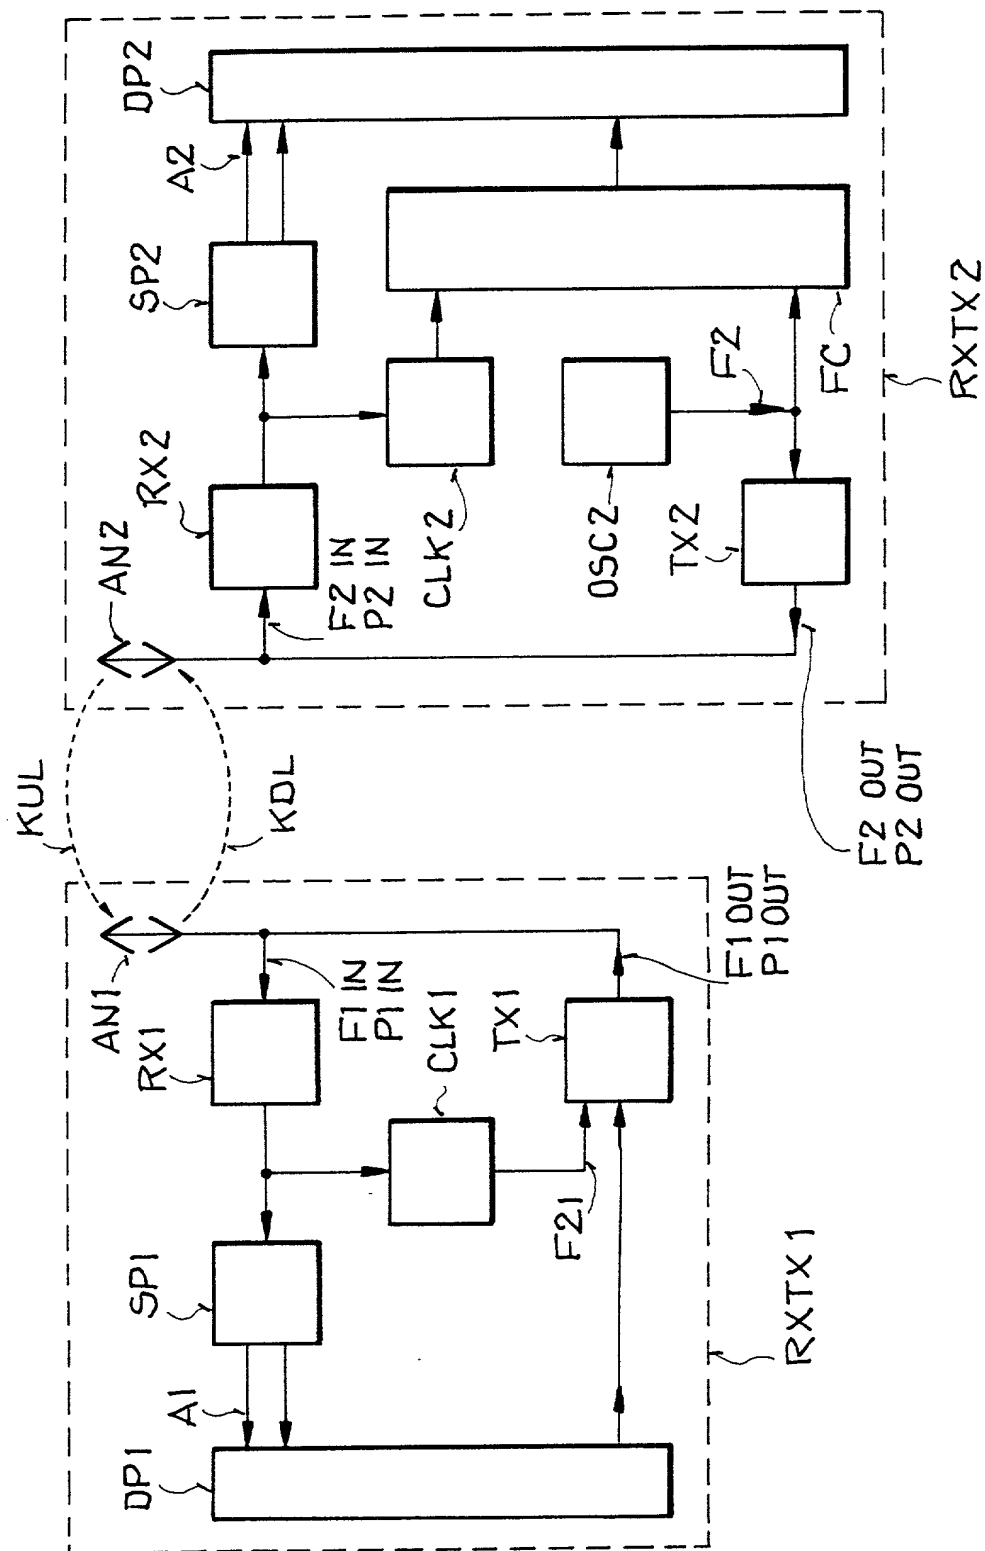 KUL
KDL
AN1
RX1
F1 IN
P1 IN
SP1
A1
DP1
CLK1
TX1
F21
F1 OUT
P1 OUT
RXTX1
AN2
RX2
F2 IN
P2 IN
SP2
A2
DP2
CLK2
OSC2
F2
TX2
FC
F2 OUT
P2 OUT
RXTX2